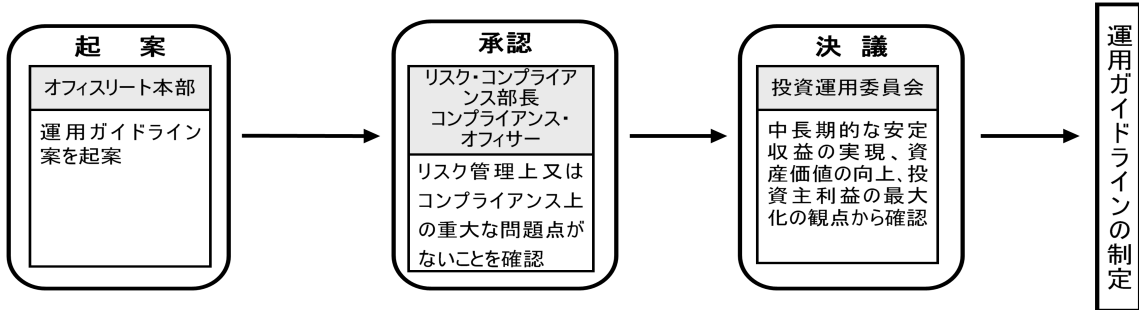 起　案
オフィスリート本部
運用ガイドライン
案を起案
承認
リスク・コンプライア
ンス部長
コンプライアンス・
オフィサー
リスク管理上又は
コンプライアンス上
の重大な問題点が
ないことを確認
決　議
投資運用委員会
中長期的な安定
収益の実現、資
産価値の向上、投
資主利益の最大
化の観点から確認
運用ガイドラインの制定